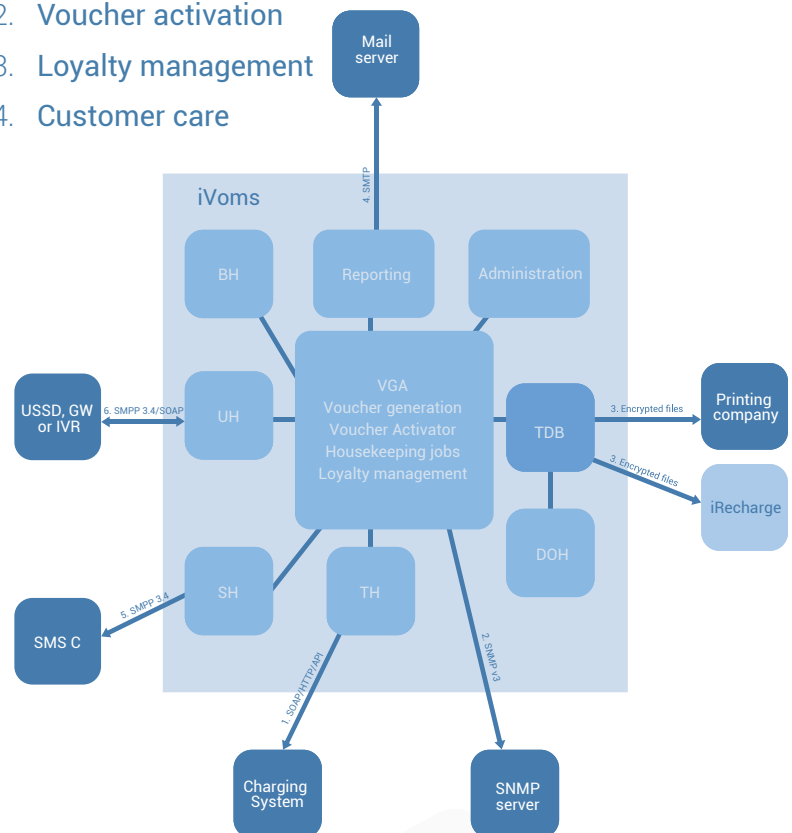 2. Voucher activation
3. Loyalty management
4. Customer care
Mail
server
4. SMTP
iVoms
BH
Reporting
Administration
VGA
Voucher generation
Voucher Activator
Housekeeping jobs
Loyalty management
USSD, GW
or IVR
6. SMPP 3.4/SOAP
UH
TDB
3. Encrypted files
Printing
company
3. Encrypted files
iRecharge
DOH
SH
TH
5. SMPP 3.4
SMS C
1. SOAP/HTTP/API
2. SNMP v3
Charging
System
SNMP
server